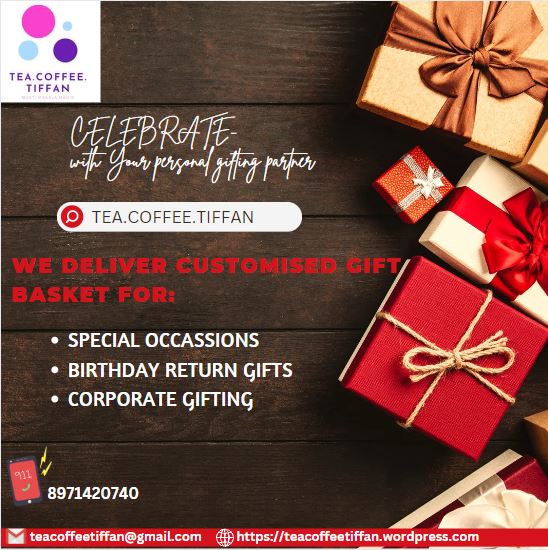 TEA.COFFEE.
TIFFAN
CELEBRATE-
with Your personal gifting partner
TEA.COFFEE.TIFFAN
WE DELIVER CUSTOMISED GIFT
BASKET FOR:
• SPECIAL OCCASSIONS
• BIRTHDAY RETURN GIFTS
• CORPORATE GIFTING
911
8971420740
teacoffeetiffan@gmail.com https://teacoffeetiffan.wordpress.com